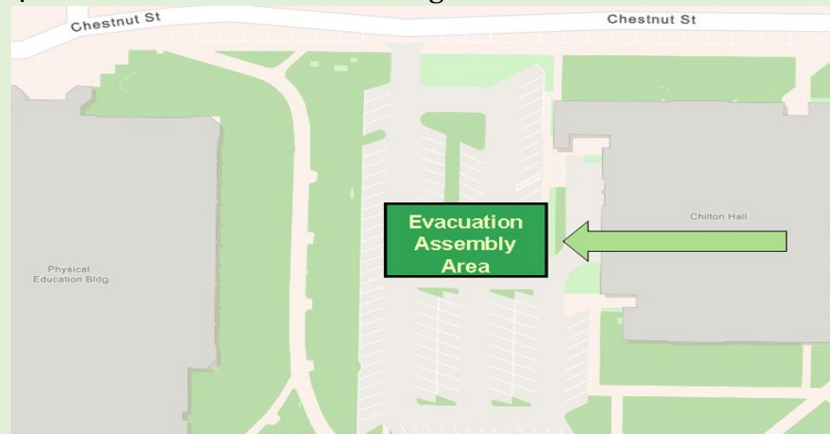 Chestnut St
Chestnut St
Evacuation
Assembly
Area
Chilton Hall
Physical
Education Bldg